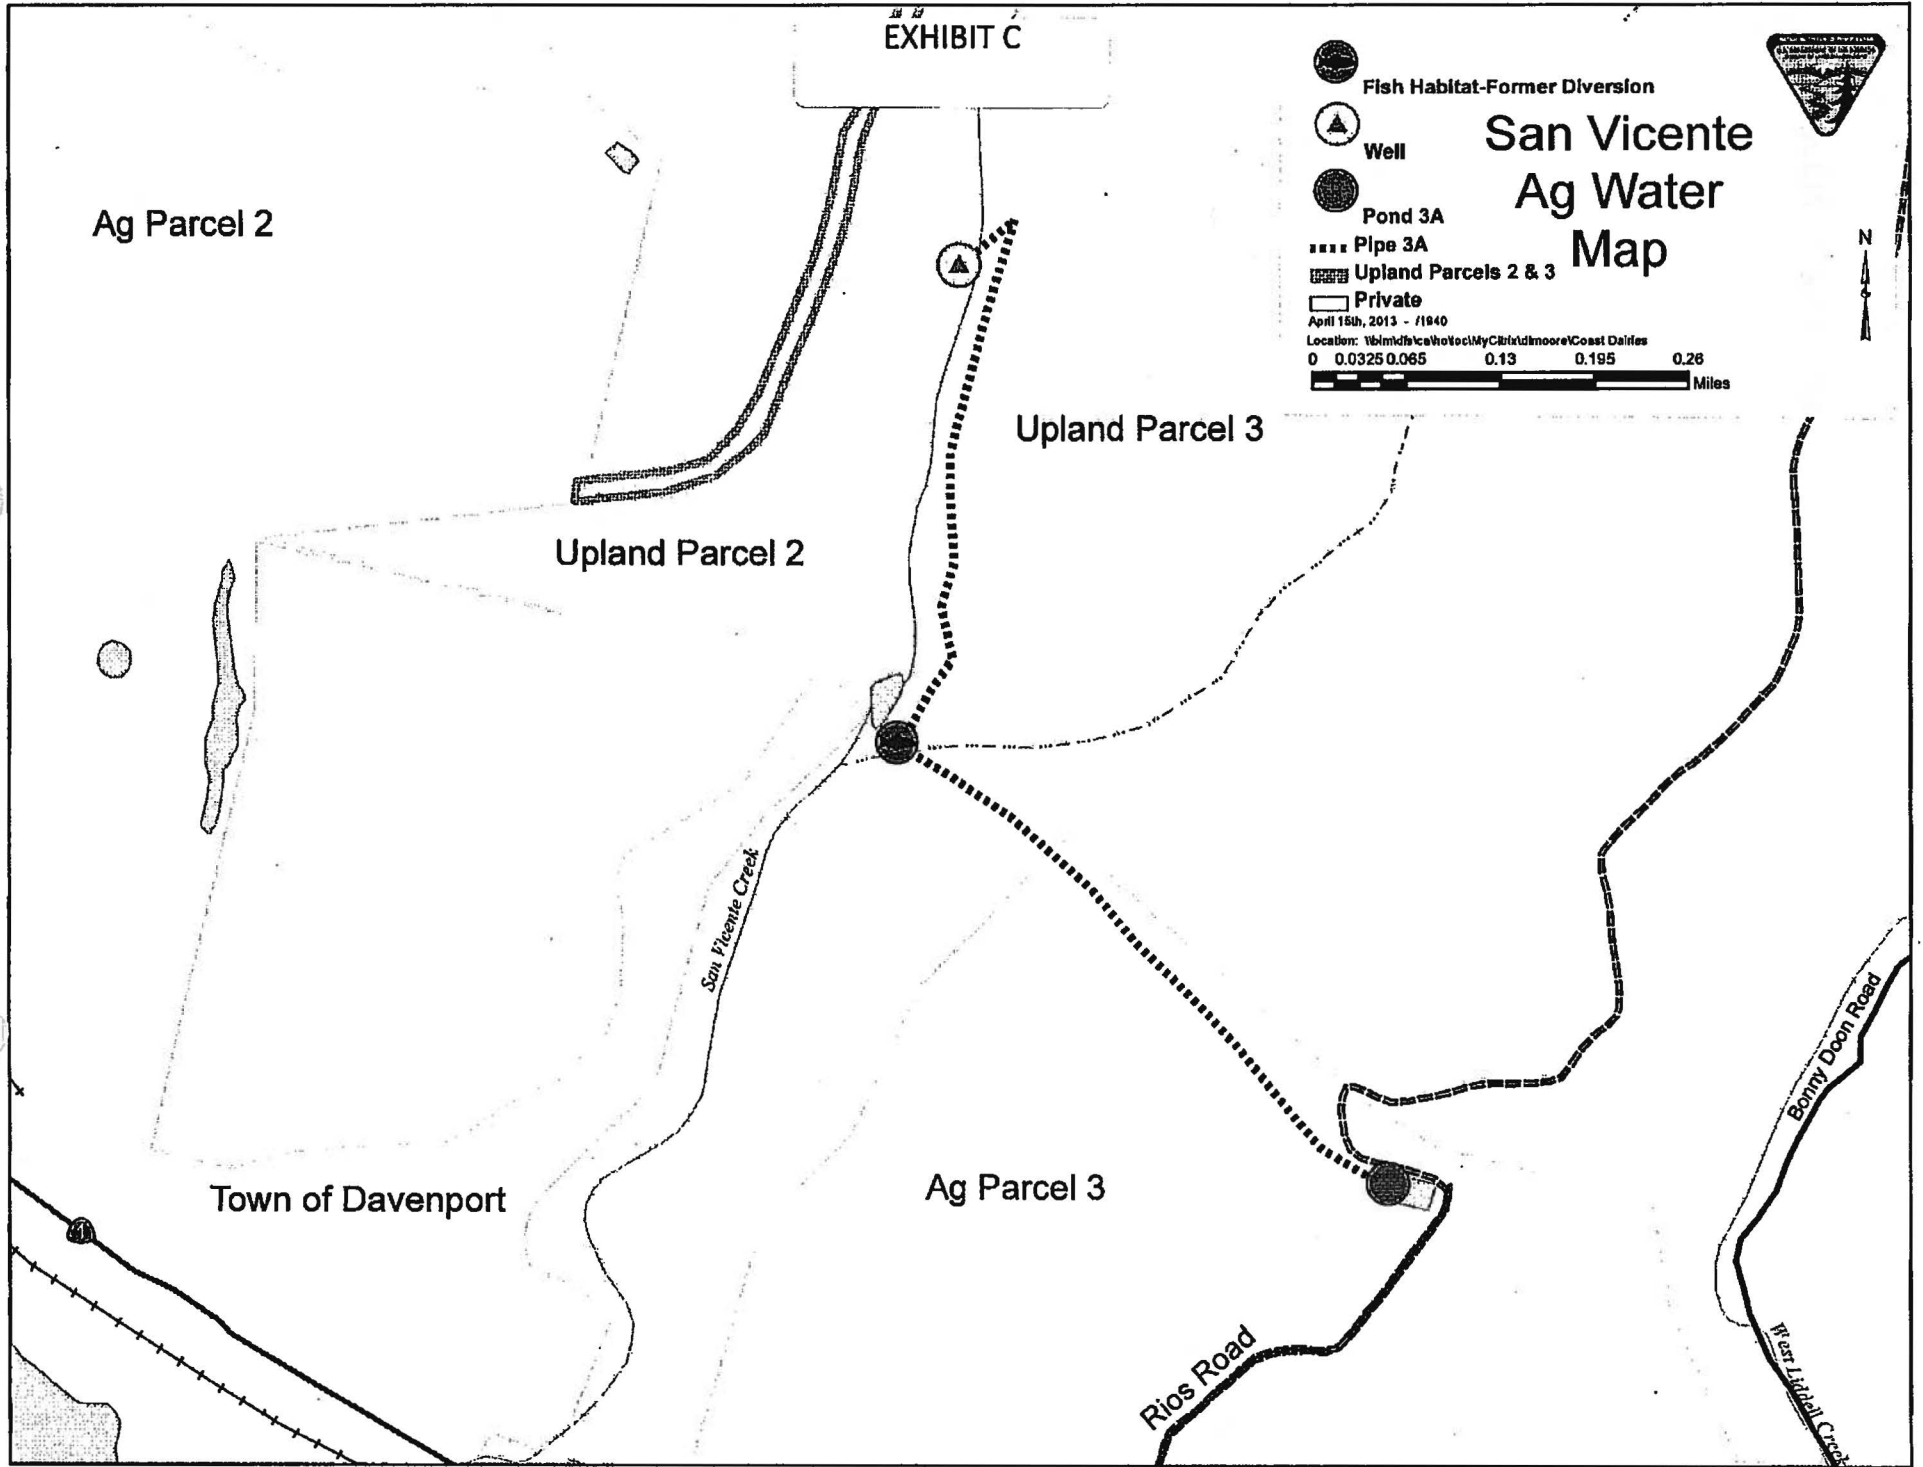 EXHIBIT C
Fish Habitat-Former Diversion
Well
Pond 3A
Pipe 3A
Upland Parcels 2 & 3
Private
April 15th, 2013 - /1940
Location:
0 0.0325 0.065 0.13 0.195 0.26
Miles
San Vicente
Ag Water
Map
N
Ag Parcel 2
Upland Parcel 3
Upland Parcel 2
San Vicente Creek
Bonny Doon Road
Ag Parcel 3
Town of Davenport
Rios Road
West Liddell Creek